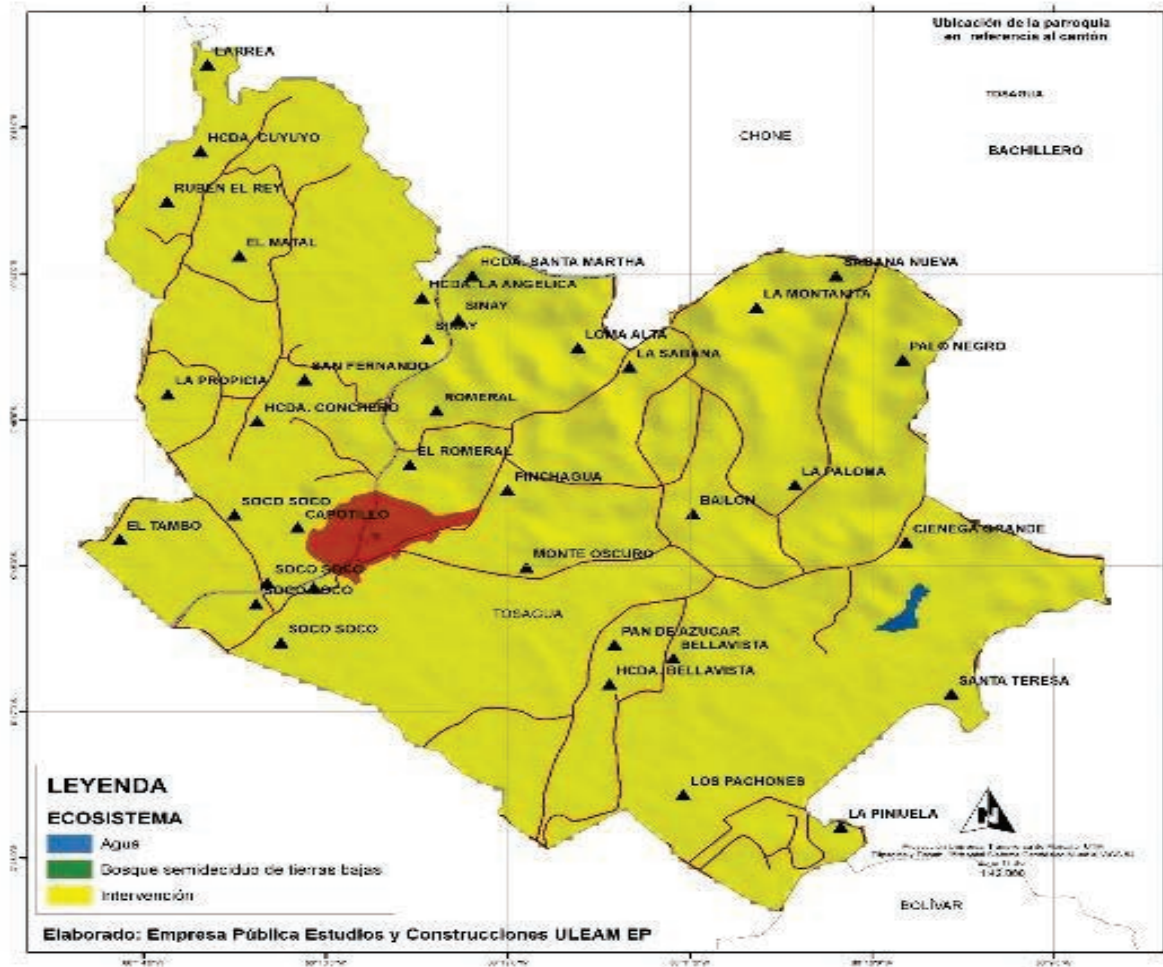 Ubicación de la parroquia
en referencia al cantón
LARREA
TOSAGUA
CHONE
HCDA. CUYUYO
BACHILLERO
RUBEN EL REY
EL MATAL
HCDA. SANTA MARTHA
SABANA NUEVA
HCDA. LA ANGELICA
LA MONTANITA
SINAY
SINAY
LOMA ALTA
PALO NEGRO
LA SABANA
SAN FERNANDO
LA PROPICIA
HCDA. CONCHERO
ROMERAL
EL ROMERAL
FINCHAGUA
LA PALOMA
SOCO SOCO
BAILON
CAPOTILLO
EL TAMBO
CIENEGA GRANDE
MONTE OSCURO
SOCO SOCO
SOCO SOCO
TOSAGUA
SOCO SOCO
PAN DE AZUCAR
BELLAVISTA
HCDA. BELLAVISTA
SANTA TERESA
LOS PACHONES
LA PINUELA
LEYENDA
ECOSISTEMA
Agua
Bosque semideciduo de tierras bajas
Intervención
BOLÍVAR
Elaborado: Empresa Pública Estudios y Construcciones ULEAM EP